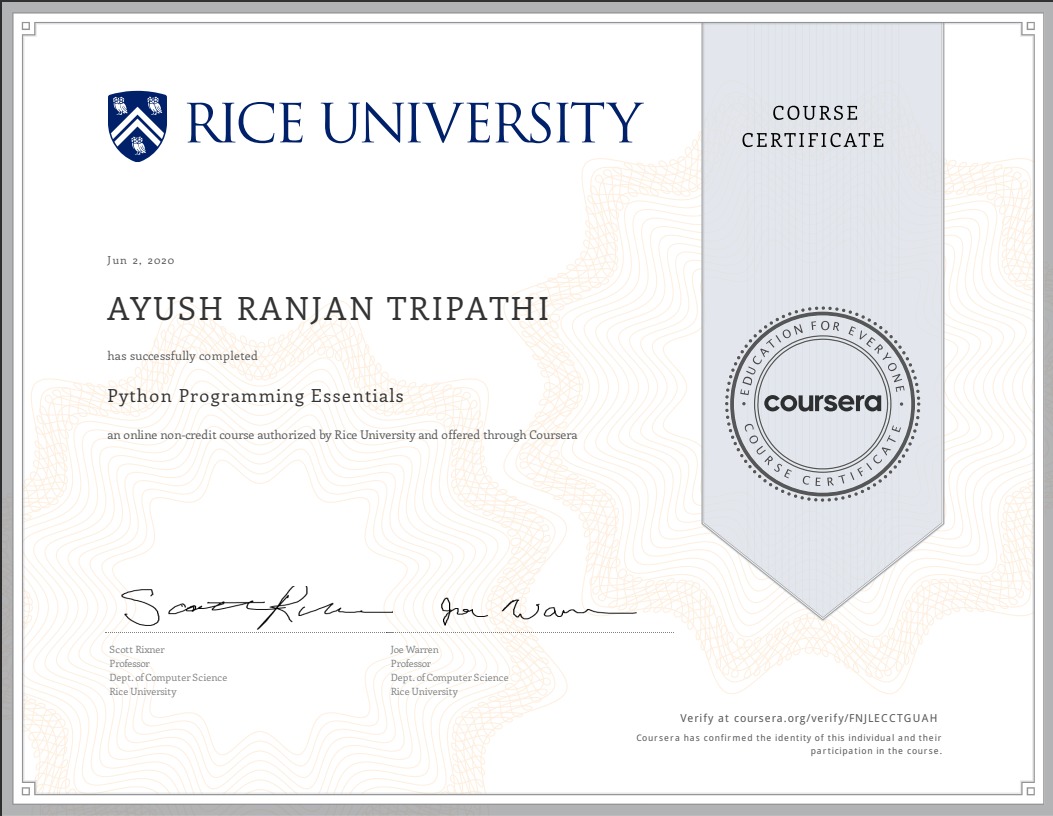 RICE UNIVERSITY
COURSE
CERTIFICATE
Jun 2, 2020
AYUSH RANJAN TRIPATHI
has successfully completed
Python Programming Essentials
an online non-credit course authorized by Rice University and offered through Coursera
EDUCATION FOR EVERYONE
coursera
COURSE CERTIFICATE
Scott Rixner
Joe Warren
Scott Rixner
Professor
Dept. of Computer Science
Rice University
Joe Warren
Professor
Dept. of Computer Science
Rice University
Verify at coursera.org/verify/FNJLECCTGUAH
Coursera has confirmed the identity of this individual and their
participation in the course.